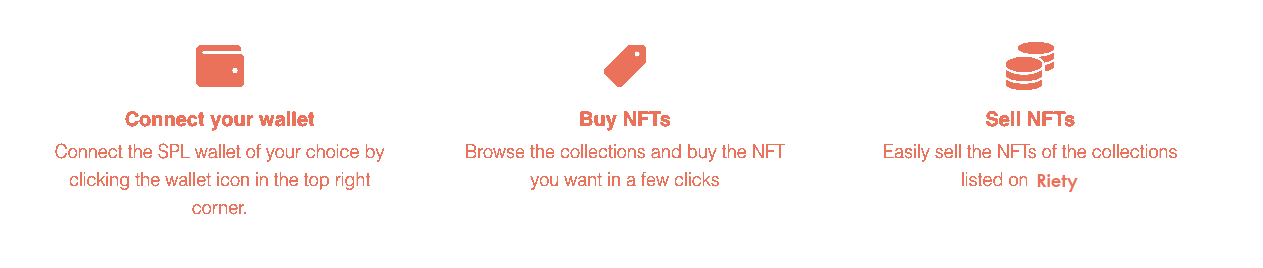 Connect your wallet
Connect the $PL wallet of your choice by
clicking the wallet icon in the top right
corner.
Buy NFTs
Browse the collections and buy the NFT
you want in a few clicks
Sell NFTs
Easily sell the NFTs of the collections
listed on Riety